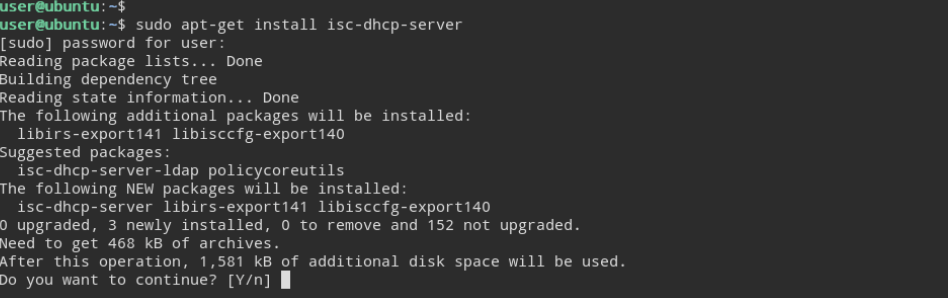 user@ubuntu:~$
user@ubuntu:~$ sudo apt-get install isc-dhcp-server
[sudo] password for user:
Reading package lists... Done
Building dependency tree
Reading state information... Done
The following additional packages will be installed:
  libirs-export141 libisccfg-export140
Suggested packages:
  isc-dhcp-server-ldap policycoreutils
The following NEW packages will be installed:
  isc-dhcp-server libirs-export141 libisccfg-export140
0 upgraded, 3 newly installed, 0 to remove and 152 not upgraded.
Need to get 468 kB of archives.
After this operation, 1,581 kB of additional disk space will be used.
Do you want to continue? [Y/n]